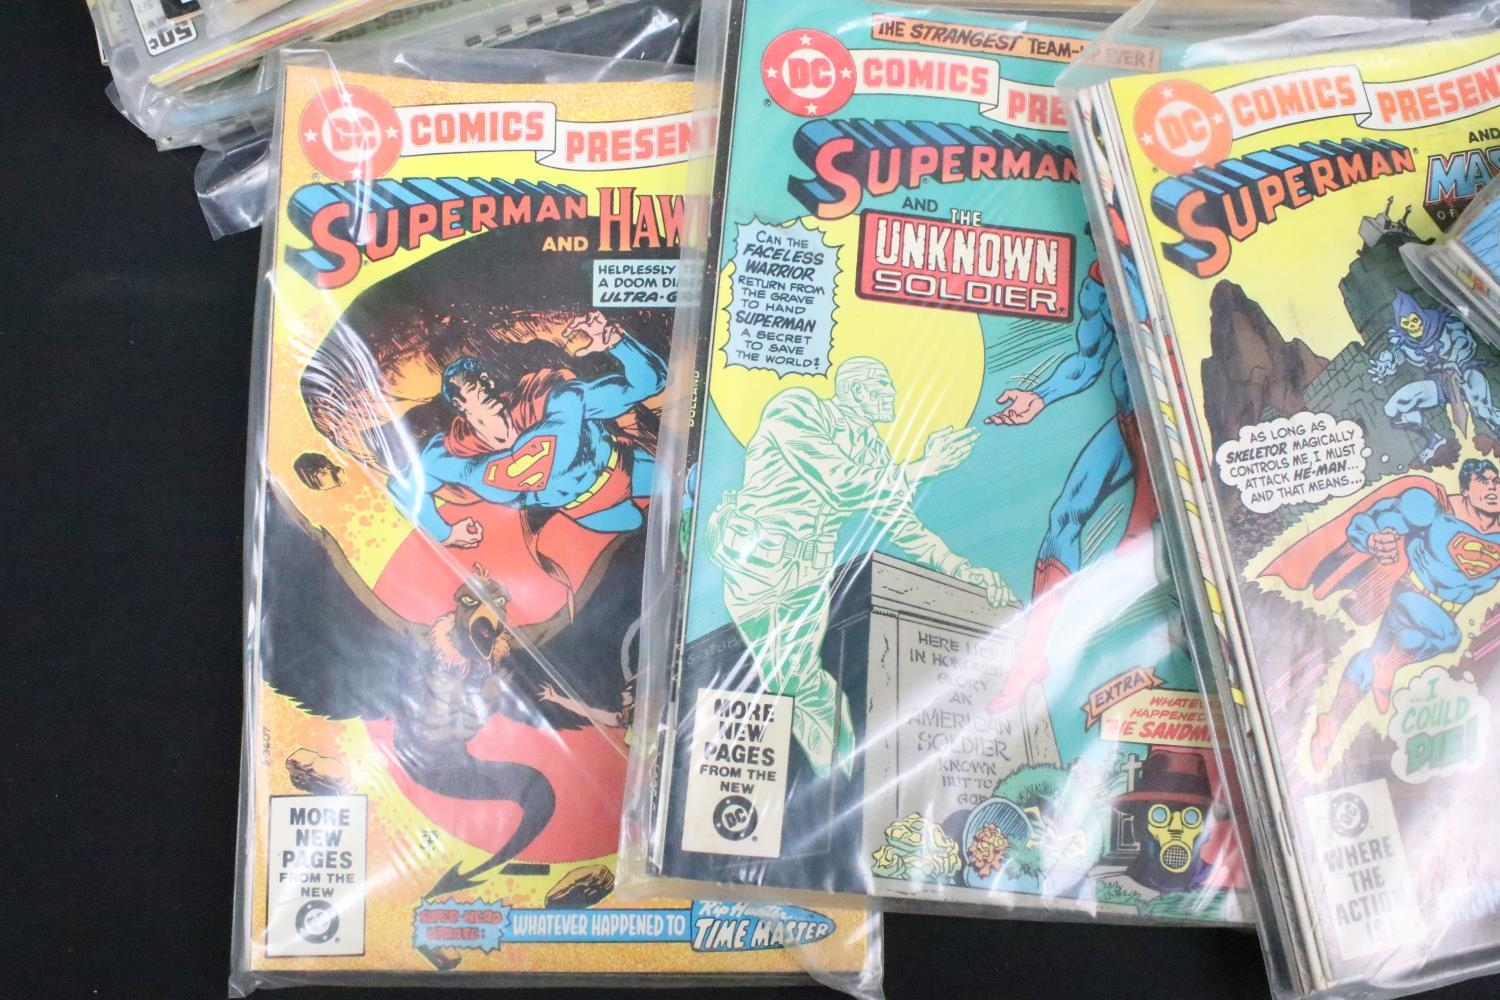 50¢
DC
COMICS
PRESENT
SUPERMAN
AND HAW
HELPLESSLY
A DOOM
ULTRA-
MORE
NEW
PAGES
FROM THE
NEW
DC
SUPER-HERO
UPDATE:
WHATEVER HAPPENED TO
Rip Hunter
TIME MASTER
THE STRANGEST TEAM-UP EVER!
DC
COMICS
PRE
SUPERMAN
AND THE
UNKNOWN
SOLDIER
CAN THE
FACELESS
WARRIOR
RETURN FROM
THE GRAVE
TO HAND
SUPERMAN
A SECRET
TO SAVE
THE WORLD?
HERE LIES
IN HONORED
GLORY
AN
AMERICAN
SOLDIER
KNOWN
BUT TO
GOD
EXTRA
HAPPENED
THE SANDM
MORE
NEW
PAGES
FROM THE
NEW
DC
BOLLAND
DC
COMICS
PRESENT
SUPERMAN
AND
MAS
AS LONG AS
SKELETOR MAGICALLY
CONTROLS ME, I MUST
ATTACK HE-MAN...
AND THAT MEANS...
I
COULD
DIE!
DC
WHERE
THE
ACTION
IS!